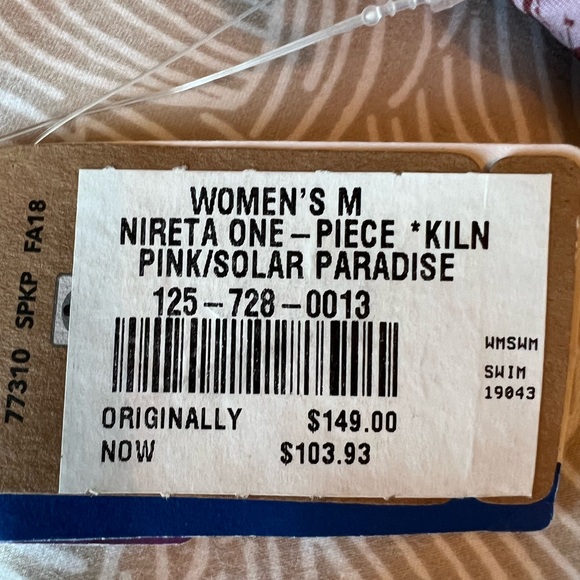 WOMEN'S M
NIRETA ONE-PIECE *KILN
PINK/SOLAR PARADISE
125-728-0013
ORIGINALLY $149.00
NOW $103.93
WMSWM
SWIM
19043
77310 SPKP FA18